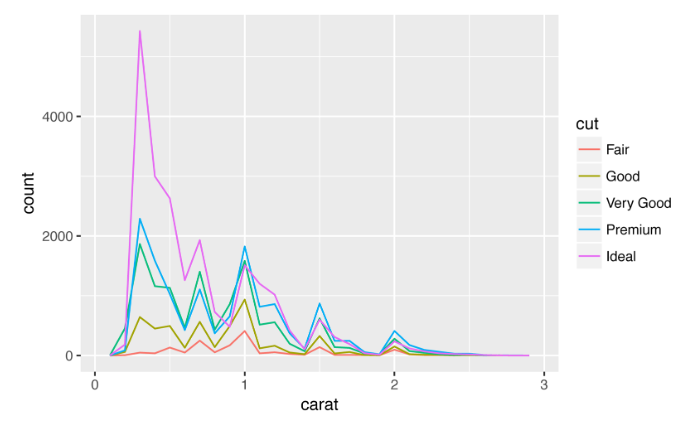 4000
2000
0
count
0 1 2 3
carat
cut
Fair
Good
Very Good
Premium
Ideal